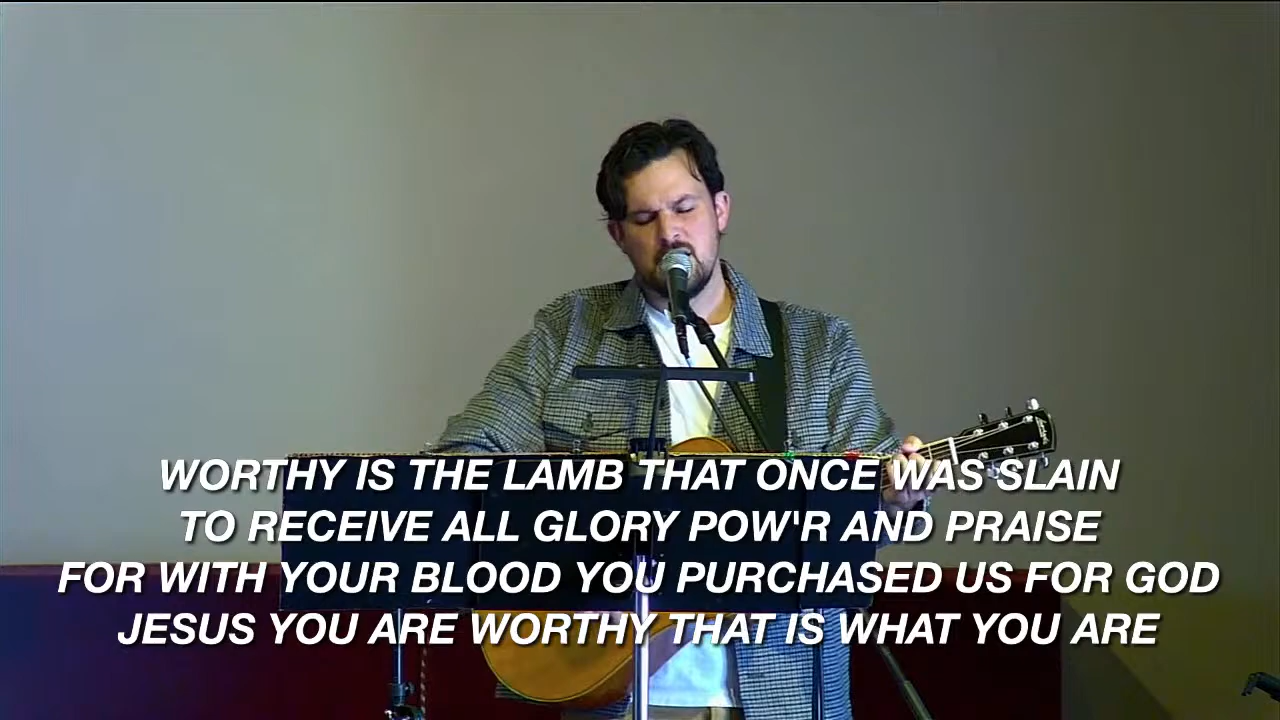 WORTHY IS THE LAMB THAT ONCE WAS SLAIN
TO RECEIVE ALL GLORY POW'R AND PRAISE
FOR WITH YOUR BLOOD YOU PURCHASED US FOR GOD
JESUS YOU ARE WORTHY THAT IS WHAT YOU ARE